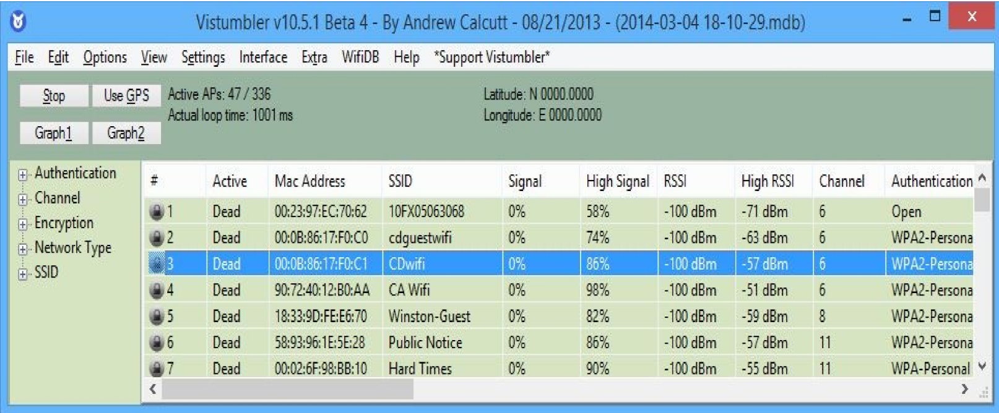 Vistumbler v10.5.1 Beta 4 - By Andrew Calcutt - 08/21/2013 - (2014-03-04 18-10-29.mdb)
File Edit Options View Settings Interface Extra WifiDB Help *Support Vistumbler*
Stop Use GPS Active APs: 47 / 336 Latitude: N 0000.0000
Actual loop time: 1001 ms Longitude: E 0000.0000
Graph1 Graph2
Authentication
Channel
Encryption
Network Type
SSID
# Active Mac Address SSID Signal High Signal RSSI High RSSI Channel Authentication
1 Dead 00:23:97:EC:70:62 10FX05063068 0% 58% -100 dBm -71 dBm 6 Open
2 Dead 00:0B:86:17:F0:C0 cdguestwifi 0% 74% -100 dBm -63 dBm 6 WPA2-Persona
3 Dead 00:0B:86:17:F0:C1 CDwifi 0% 86% -100 dBm -57 dBm 6 WPA2-Persona
4 Dead 90:72:40:12:B0:AA CA Wifi 0% 98% -100 dBm -51 dBm 6 WPA2-Persona
5 Dead 18:33:9D:FE:E6:70 Winston-Guest 0% 82% -100 dBm -59 dBm 8 WPA2-Persona
6 Dead 58:93:96:1E:5E:28 Public Notice 0% 86% -100 dBm -57 dBm 11 WPA2-Persona
7 Dead 00:02:6F:98:BB:10 Hard Times 0% 90% -100 dBm -55 dBm 11 WPA-Personal